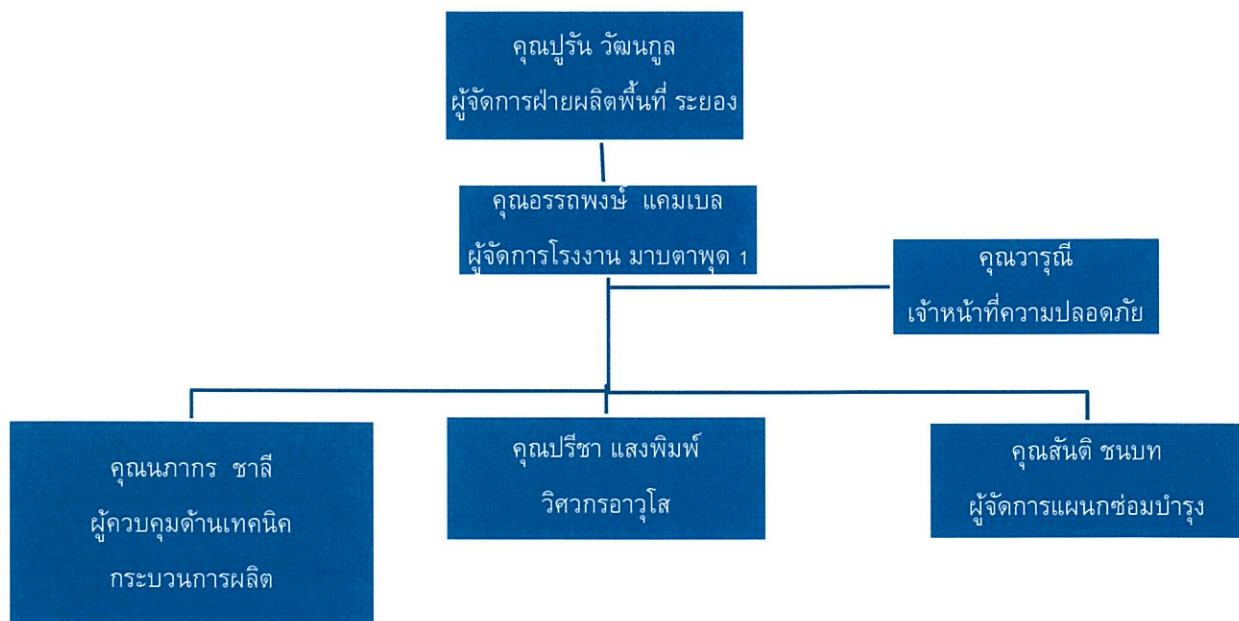 คุณปูรัน วัฒนกูล
ผู้จัดการฝ่ายผลิตพื้นที่ ระยอง
คุณอรรถพงษ์ แคมเบล
ผู้จัดการโรงงาน มาบตาพุด 1
คุณวารุณี
เจ้าหน้าที่ความปลอดภัย
คุณนภากร ชาลี
ผู้ควบคุมด้านเทคนิค
กระบวนการผลิต
คุณปรีชา แสงพิมพ์
วิศวกรอาวุโส
คุณสันติ ชนบท
ผู้จัดการแผนกซ่อมบำรุง